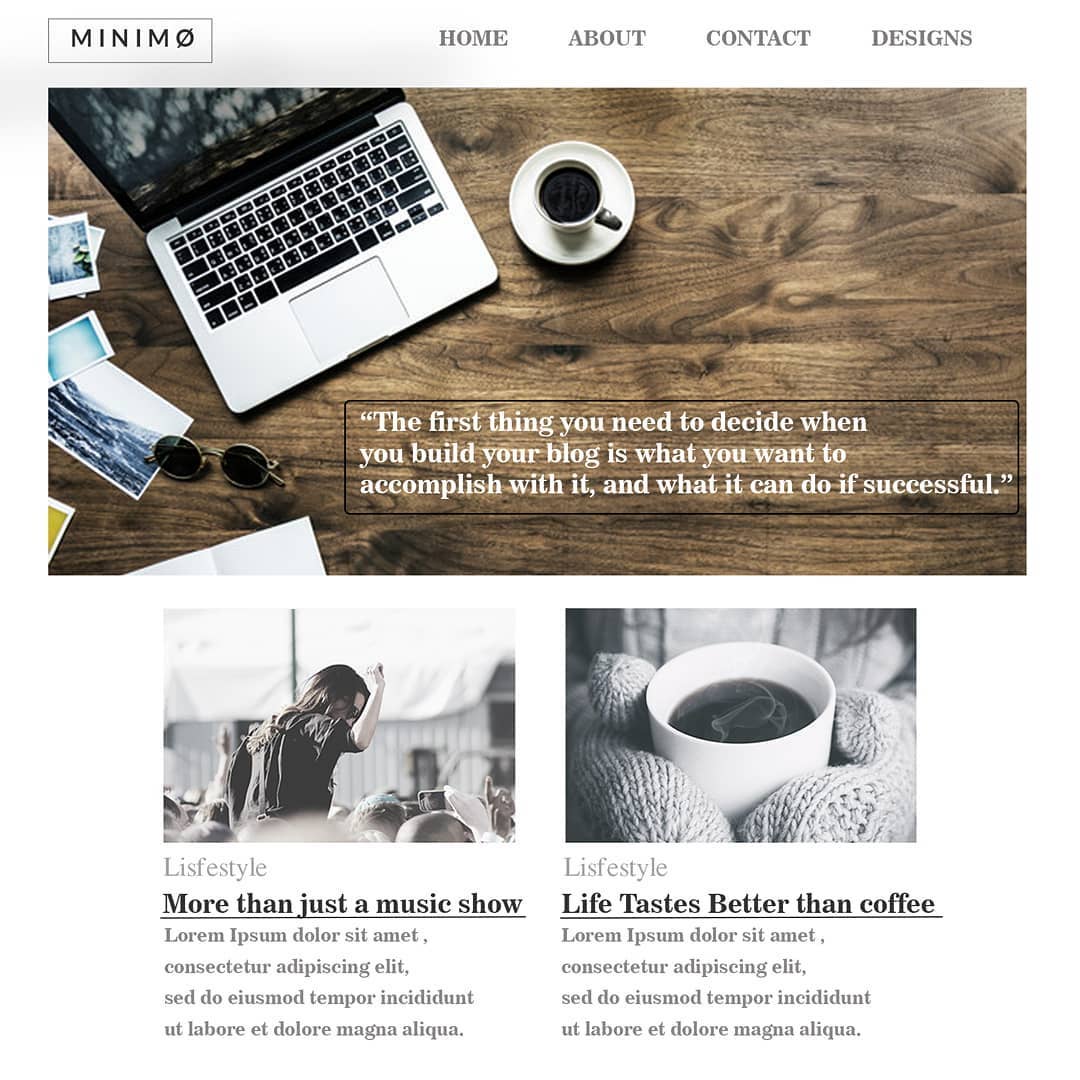 MINIMØ
HOME ABOUT CONTACT DESIGNS
“The first thing you need to decide when
you build your blog is what you want to
accomplish with it, and what it can do if successful.”
Lisfestyle
More than just a music show
Lorem Ipsum dolor sit amet ,
consectetur adipiscing elit,
sed do eiusmod tempor incididunt
ut labore et dolore magna aliqua.
Lisfestyle
Life Tastes Better than coffee
Lorem Ipsum dolor sit amet ,
consectetur adipiscing elit,
sed do eiusmod tempor incididunt
ut labore et dolore magna aliqua.